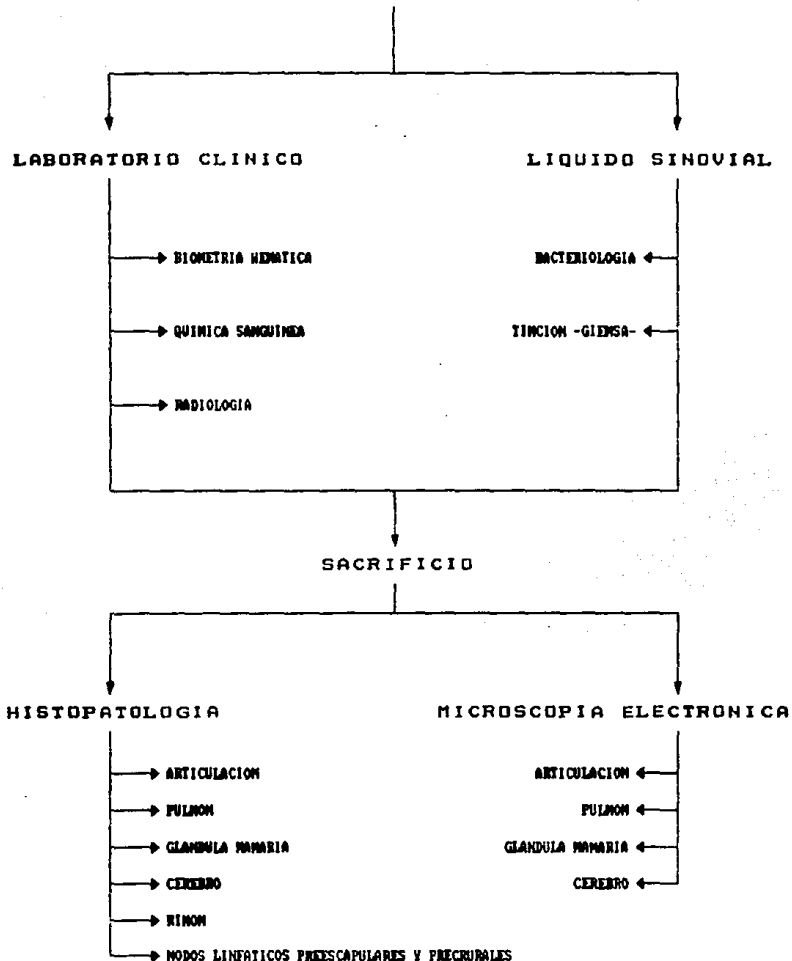 LABORATORIO CLINICO
LIQUIDO SINOVIAL
BIOMETRIA HEMATICA
BACTERIOLOGIA
QUIMICA SANGUINEA
TINCION -GIEMSA-
RADIOLOGIA
SACRIFICIO
HISTOPATOLOGIA
MICROSCOPIA ELECTRONICA
ARTICULACION
ARTICULACION
PULMON
PULMON
GLANDULA MAMARIA
GLANDULA MAMARIA
CEREBRO
CEREBRO
RINON
NODOS LINFATICOS PREESCAPULARES Y PRECRURALES